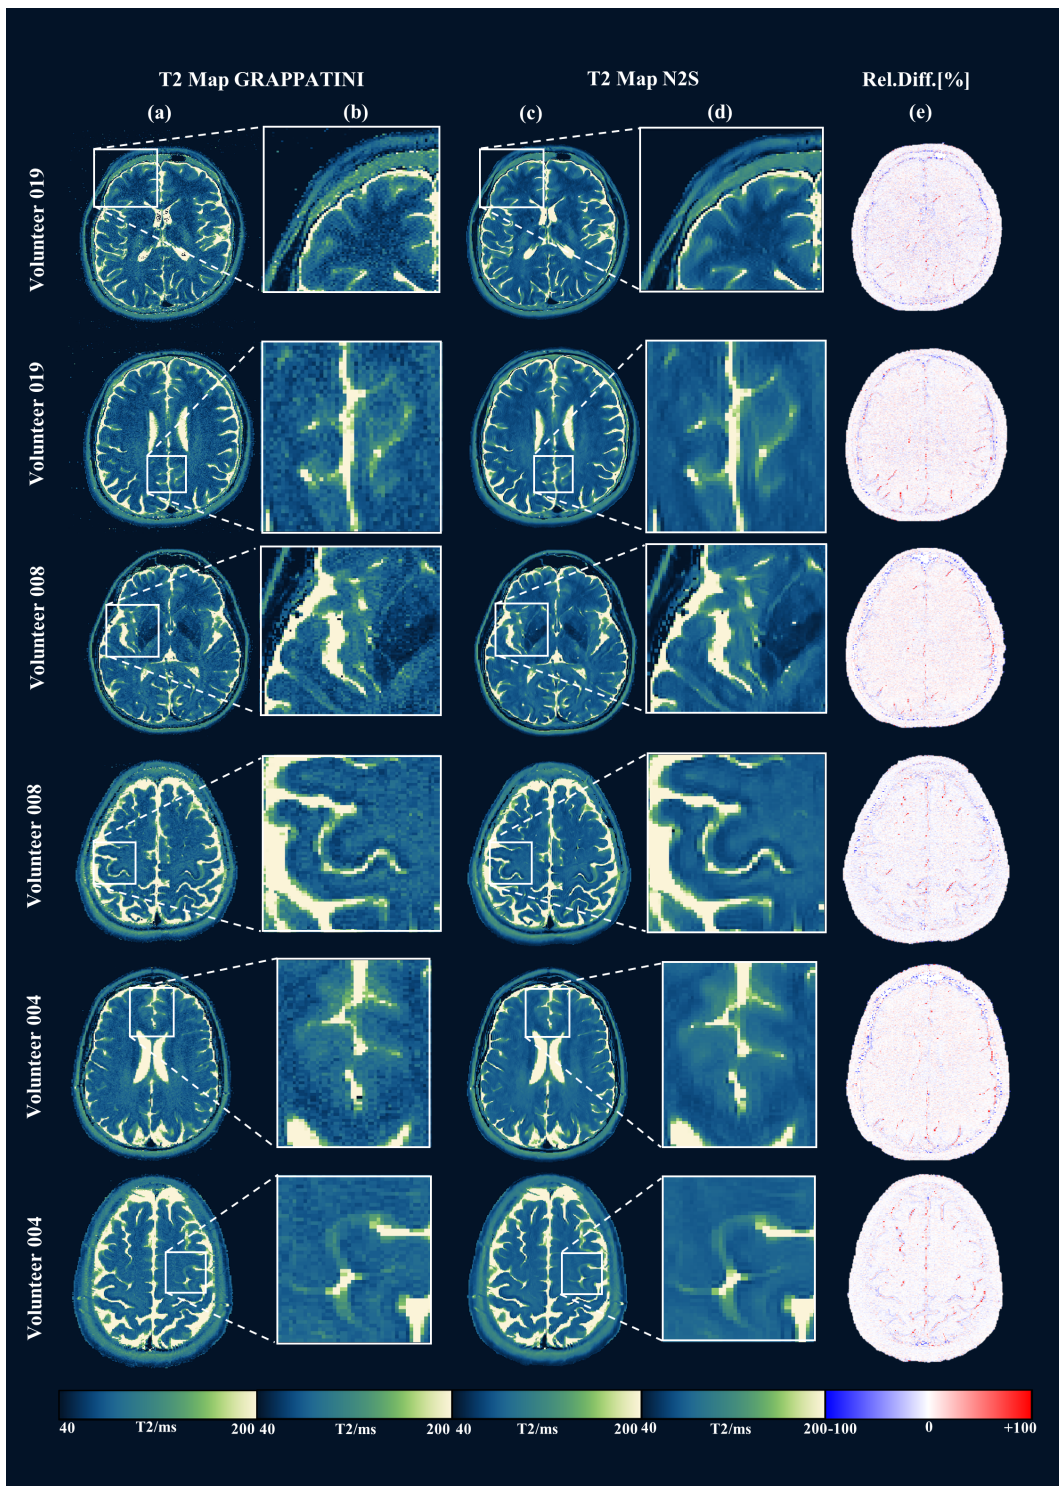 T2 Map GRAPPATINI T2 Map N2S Rel.Diff.[%]
(a) (b) (c) (d) (e)
Volunteer 019
Volunteer 019
Volunteer 008
Volunteer 008
Volunteer 004
Volunteer 004
40 T2/ms 200 40 T2/ms 200 40 T2/ms 200 40 T2/ms 200 -100 0 +100